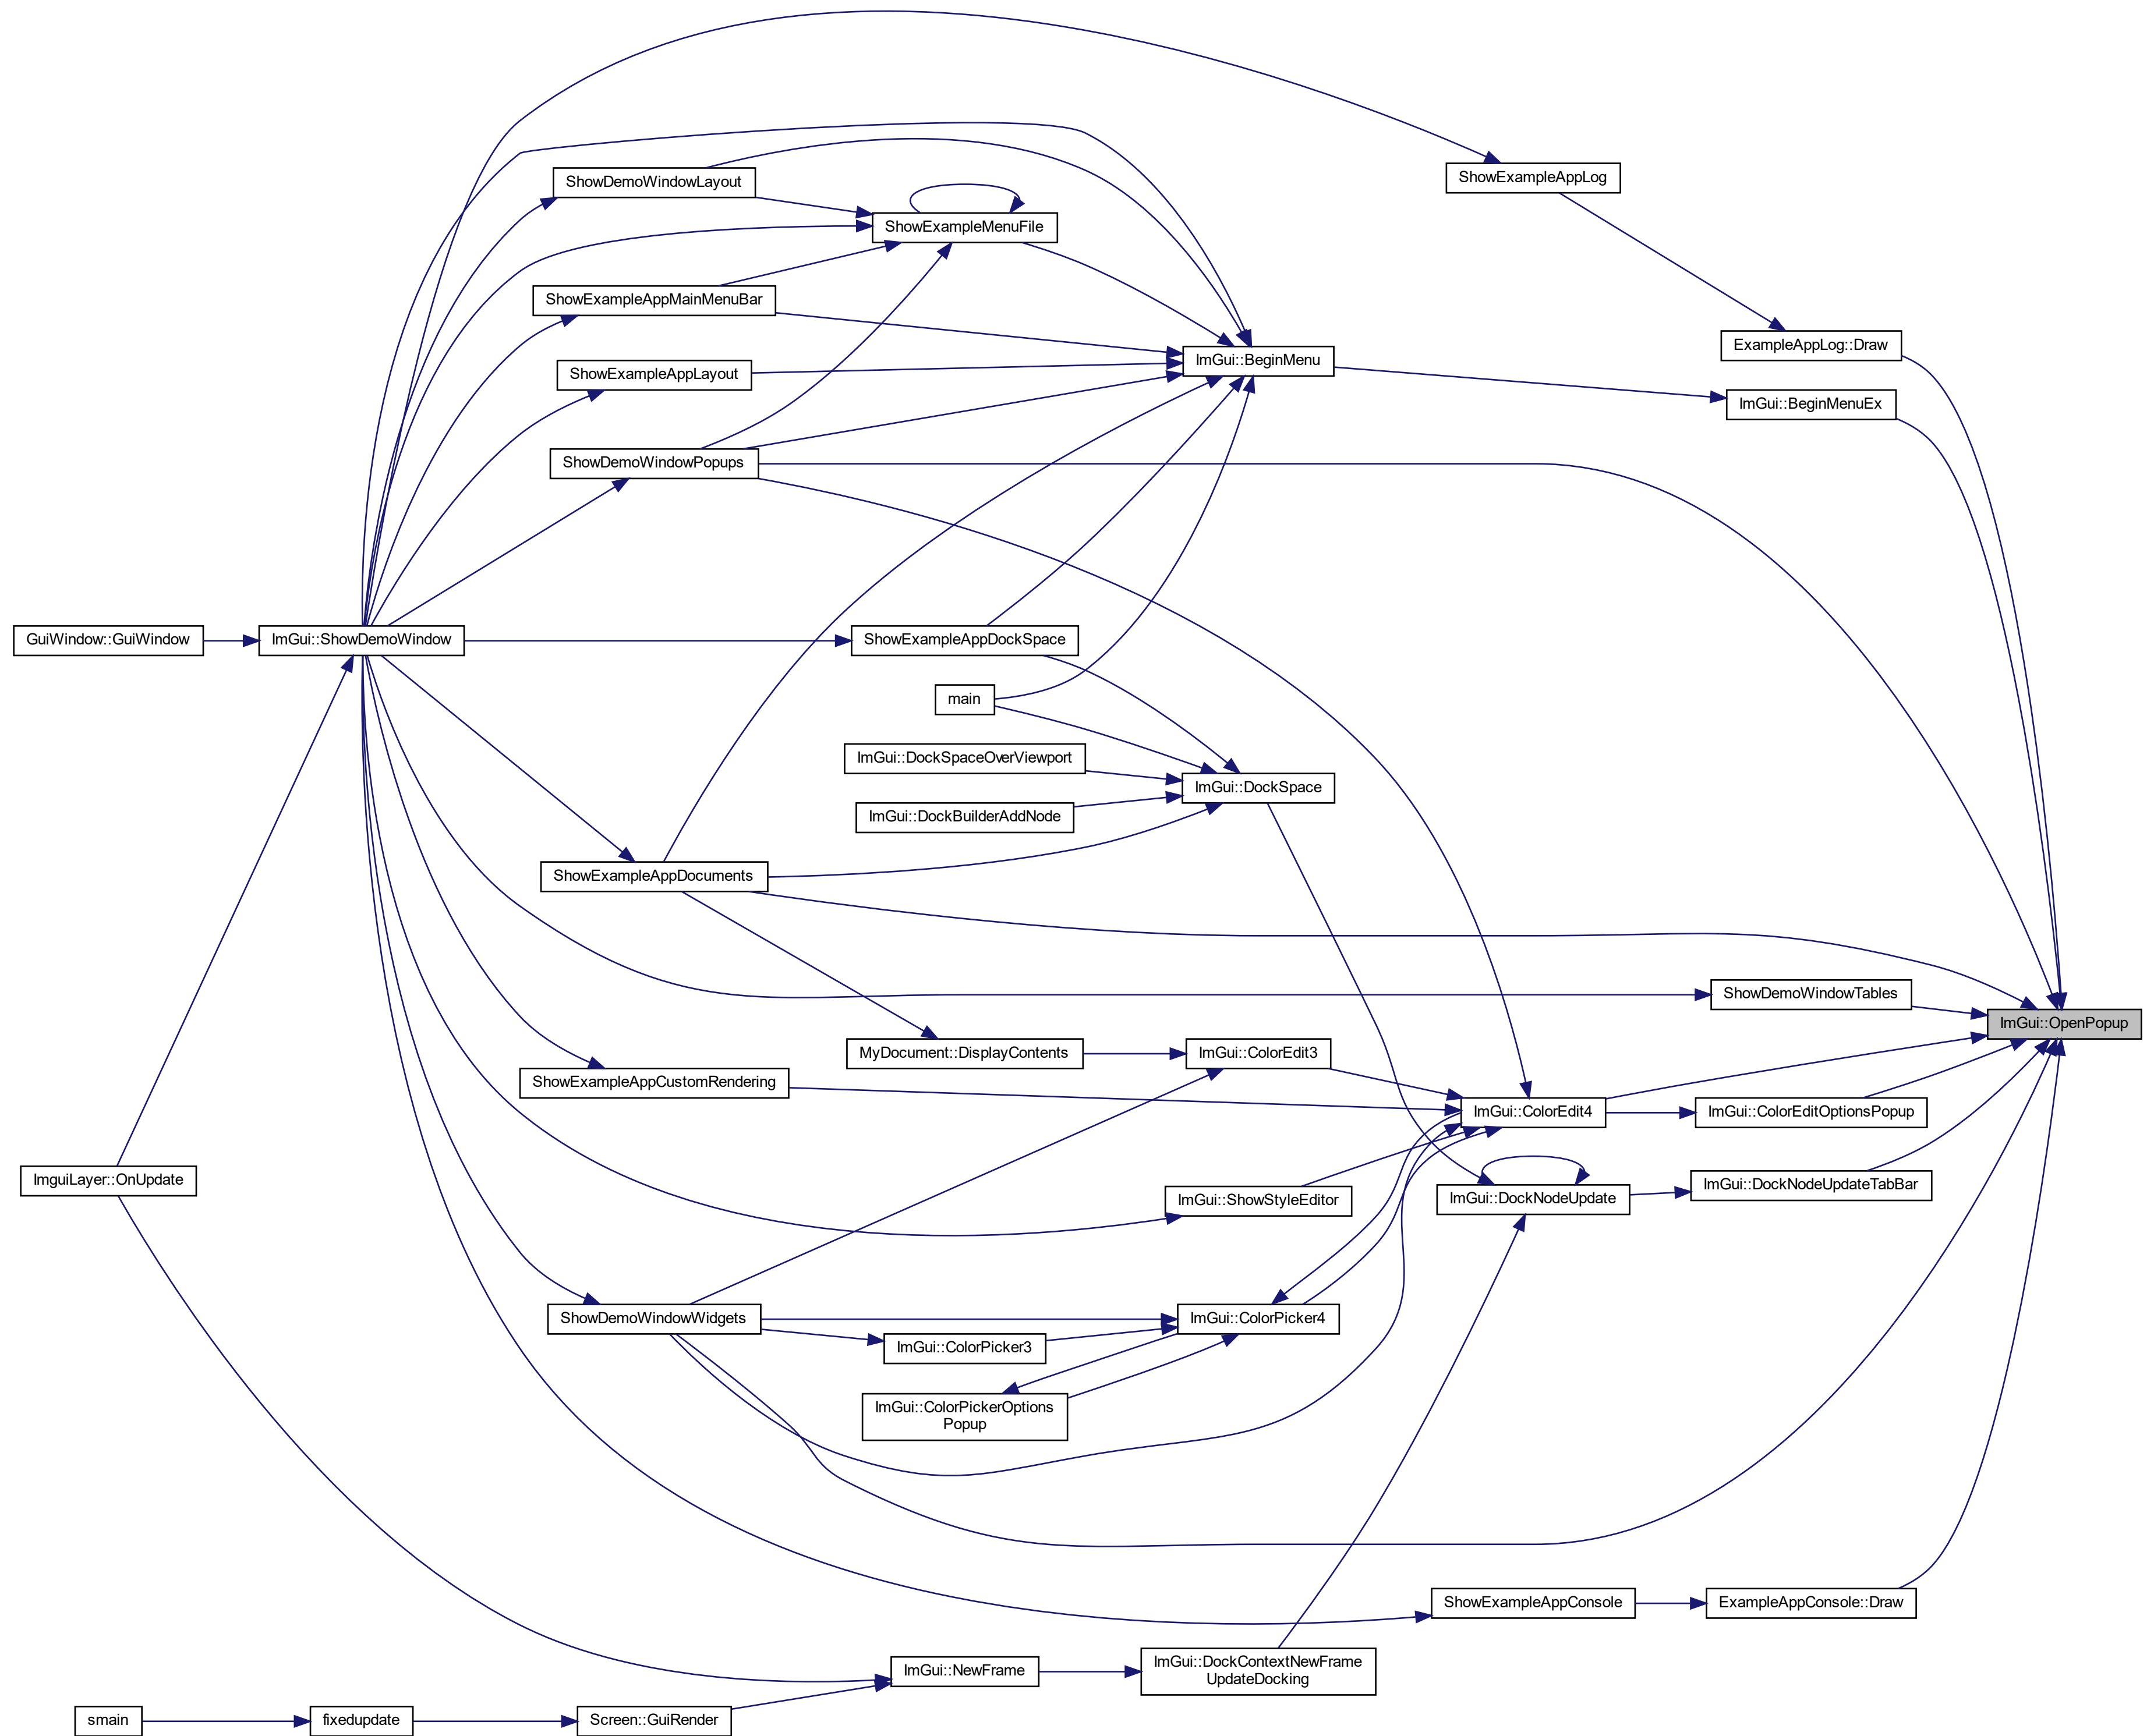 ShowExampleAppLog
ShowDemoWindowLayout
ShowExampleMenuFile
ShowExampleAppMainMenuBar
ExampleAppLog::Draw
ImGui::BeginMenu
ShowExampleAppLayout
ImGui::BeginMenuEx
ShowDemoWindowPopups
GuiWindow::GuiWindow
ImGui::ShowDemoWindow
ShowExampleAppDockSpace
main
ImGui::DockSpaceOverViewport
ImGui::DockSpace
ImGui::DockBuilderAddNode
ShowExampleAppDocuments
ShowDemoWindowTables
ImGui::OpenPopup
MyDocument::DisplayContents
ImGui::ColorEdit3
ShowExampleAppCustomRendering
ImGui::ColorEdit4
ImGui::ColorEditOptionsPopup
ImguiLayer::OnUpdate
ImGui::ShowStyleEditor
ImGui::DockNodeUpdate
ImGui::DockNodeUpdateTabBar
ShowDemoWindowWidgets
ImGui::ColorPicker4
ImGui::ColorPicker3
ImGui::ColorPickerOptions
Popup
ShowExampleAppConsole
ExampleAppConsole::Draw
ImGui::NewFrame
ImGui::DockContextNewFrame
UpdateDocking
smain
fixedupdate
Screen::GuiRender